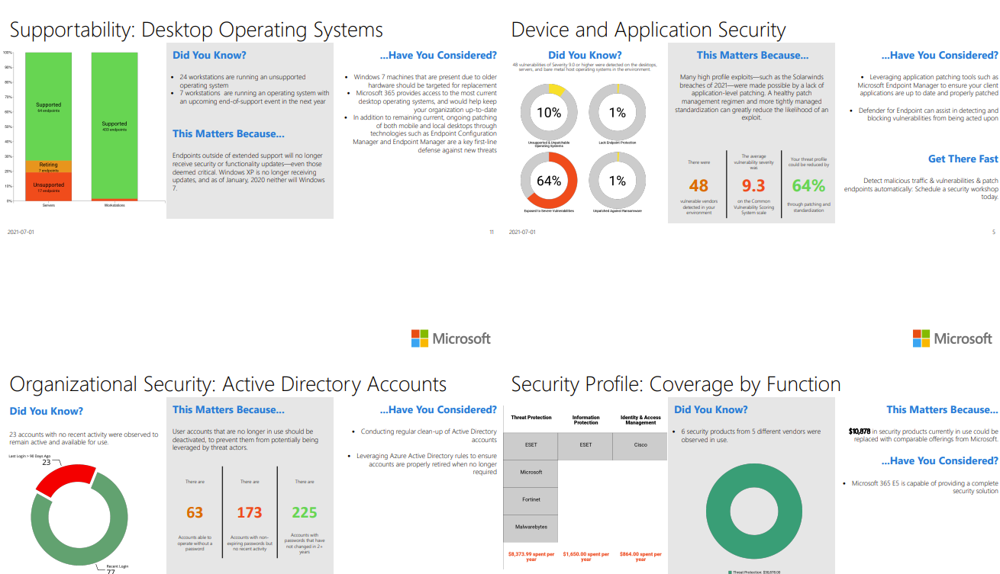 Supportability: Desktop Operating Systems
100%
90%
80%
70%
60%
50%
40%
30%
20%
10%
0%
Supported
64 endpoints
Retiring
7 endpoints
Unsupported
17 endpoints
Supported
435 endpoints
Servers
Workstations
Did You Know?
• 24 workstations are running an unsupported
operating system
• 7 workstations are running an operating system with
an upcoming end-of-support event in the next year
This Matters Because...
Endpoints outside of extended support will no longer
receive security or functionality updates—even those
deemed critical. Windows XP is no longer receiving
updates, and as of January, 2020 neither will Windows
7.
...Have You Considered?
• Windows 7 machines that are present due to older
hardware should be targeted for replacement
• Microsoft 365 provides access to the most current
desktop operating systems, and would help keep
your organization up-to-date
• In addition to remaining current, ongoing patching
of both mobile and local desktops through
technologies such as Endpoint Configuration
Manager and Endpoint Manager are a key first-line
defense against new threats
2021-07-01
11
Microsoft
Device and Application Security
Did You Know?
48 vulnerabilities of Severity 9.0 or higher were detected on the desktops,
servers, and bare metal host operating systems in the environment.
10%
Unsupported & Unpatchable
Operating Systems
1%
Lack Endpoint Protection
64%
Exposed to Severe Vulnerabilities
1%
Unpatched Against Ransomware
This Matters Because...
Many high profile exploits—such as the Solarwinds
breaches of 2021—were made possible by a lack of
application-level patching. A healthy patch
management regimen and more tightly managed
standardization can greatly reduce the likelihood of an
exploit.
There were
48
vulnerable vendors
detected in your
environment
The average
vulnerability severity
was
9.3
on the Common
Vulnerability Scoring
System scale
Your threat profile
could be reduced by
64%
through patching and
standardization
...Have You Considered?
• Leveraging application patching tools such as
Microsoft Endpoint Manager to ensure your client
applications are up to date and properly patched
• Defender for Endpoint can assist in detecting and
blocking vulnerabilities from being acted upon
Get There Fast
Detect malicious traffic & vulnerabilities & patch
endpoints automatically: Schedule a security workshop
today.
2021-07-01
5
Microsoft
Organizational Security: Active Directory Accounts
Did You Know?
23 accounts with no recent activity were observed to
remain active and available for use.
Last Login > 90 Days Ago
23
Recent Login
77
This Matters Because...
User accounts that are no longer in use should be
deactivated, to prevent them from potentially being
leveraged by threat actors.
There are
63
Accounts able to
operate without a
password
There are
173
Accounts with non-
expiring passwords but
no recent activity
There are
225
Accounts with
passwords that have
not changed in 2+
years
...Have You Considered?
• Conducting regular clean-up of Active Directory
accounts
• Leveraging Azure Active Directory rules to ensure
accounts are properly retired when no longer
required
Security Profile: Coverage by Function
Threat Protection
Information
Protection
Identity & Access
Management
ESET
ESET
Cisco
Microsoft
Fortinet
Malwarebytes
$8,373.99 spent per
year
$1,650.00 spent per
year
$864.00 spent per
year
Did You Know?
• 6 security products from 5 different vendors were
observed in use.
Threat Protection: $30,878.00
This Matters Because...
$10,878 in security products currently in use could be
replaced with comparable offerings from Microsoft.
...Have You Considered?
• Microsoft 365 E5 is capable of providing a complete
security solution